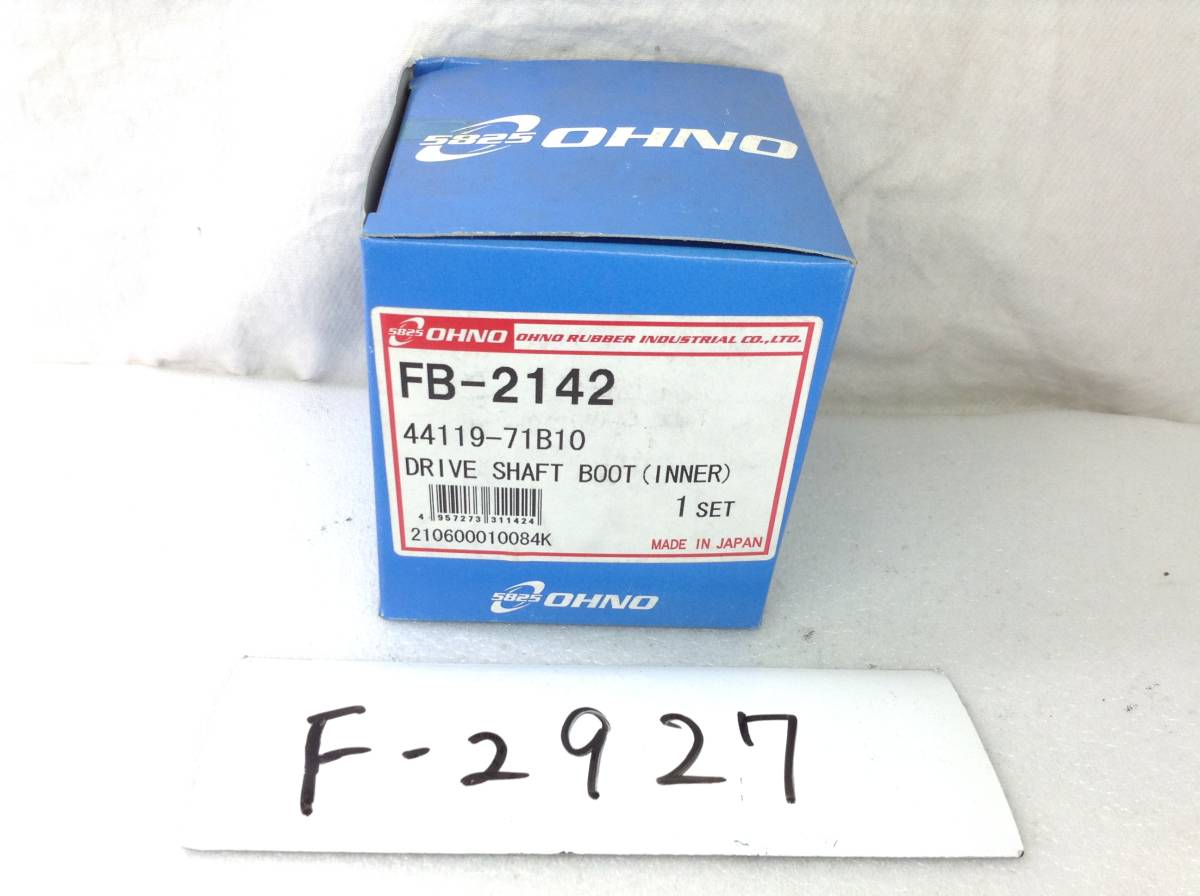 5825 OHNO
5825 OHNO OHNO RUBBER INDUSTRIAL CO.,LTD.
FB-2142
44119-71B10
DRIVE SHAFT BOOT(INNER)
1 SET
4 957273 311424
210600010084K
MADE IN JAPAN
5825 OHNO
F-2927